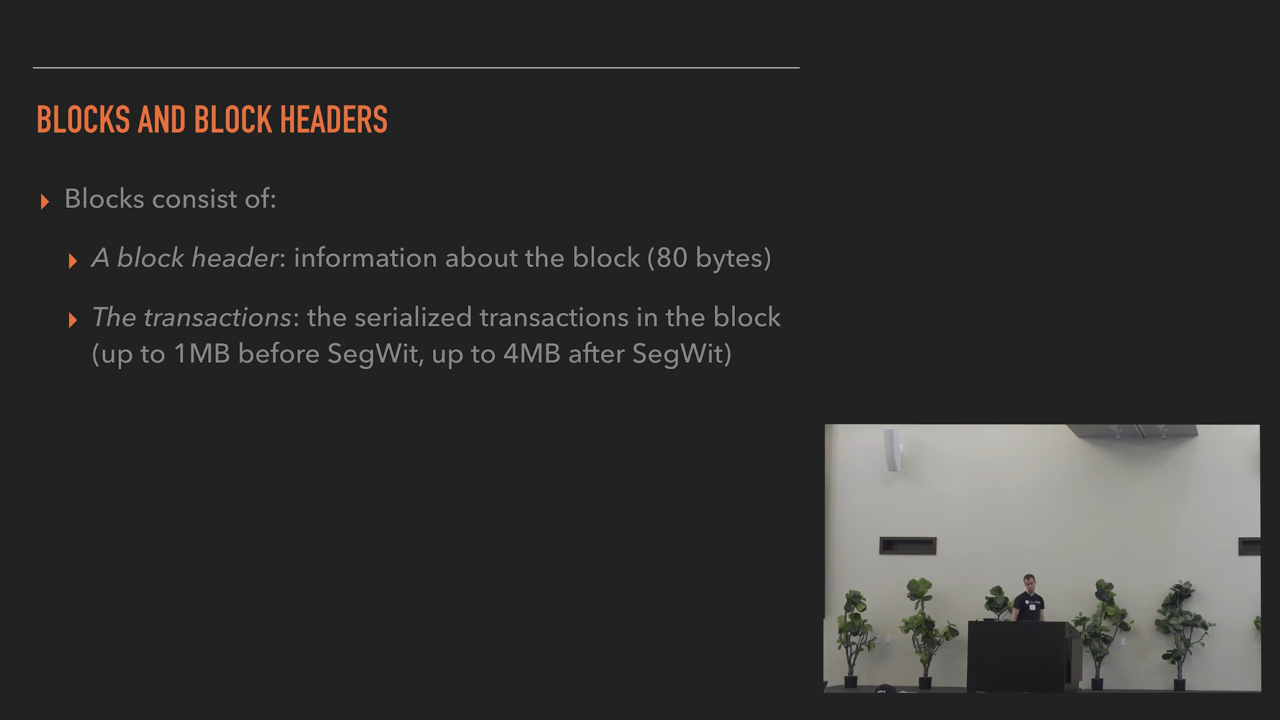 BLOCKS AND BLOCK HEADERS
Blocks consist of:
A block header: information about the block (80 bytes)
The transactions: the serialized transactions in the block
(up to 1MB before SegWit, up to 4MB after SegWit)